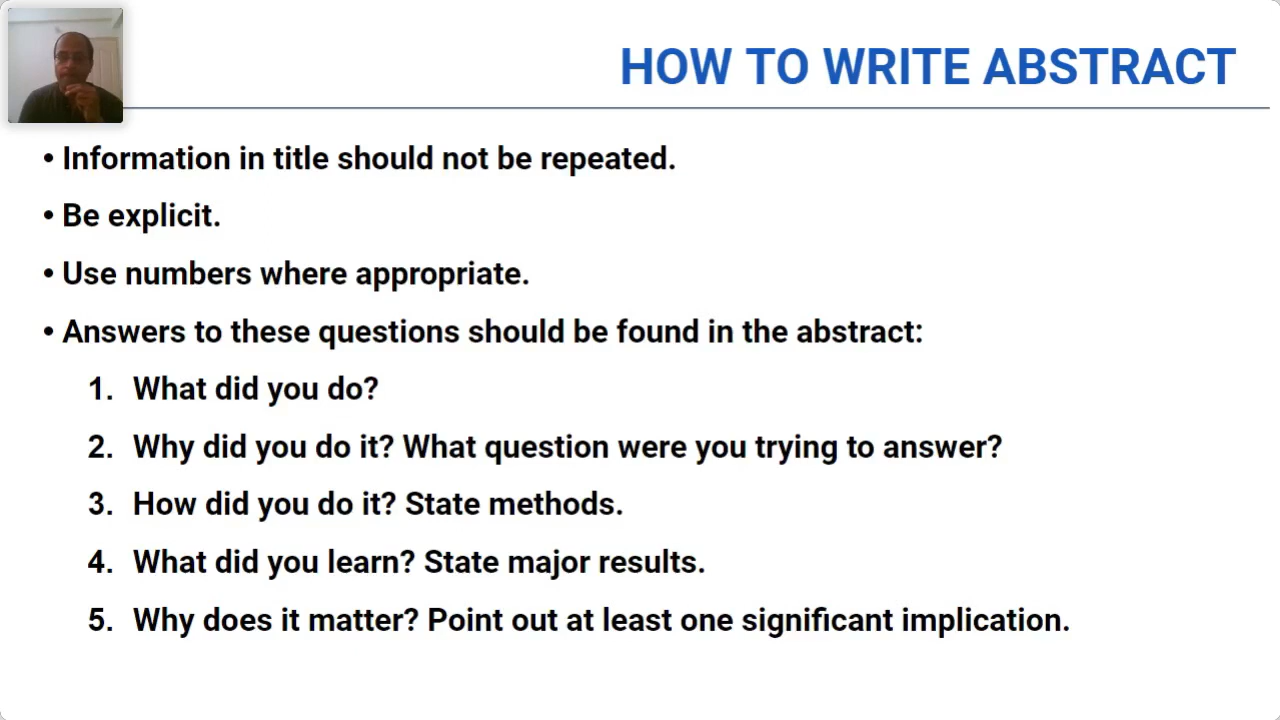 HOW TO WRITE ABSTRACT
• Information in title should not be repeated.
• Be explicit.
• Use numbers where appropriate.
• Answers to these questions should be found in the abstract:
1. What did you do?
2. Why did you do it? What question were you trying to answer?
3. How did you do it? State methods.
4. What did you learn? State major results.
5. Why does it matter? Point out at least one significant implication.